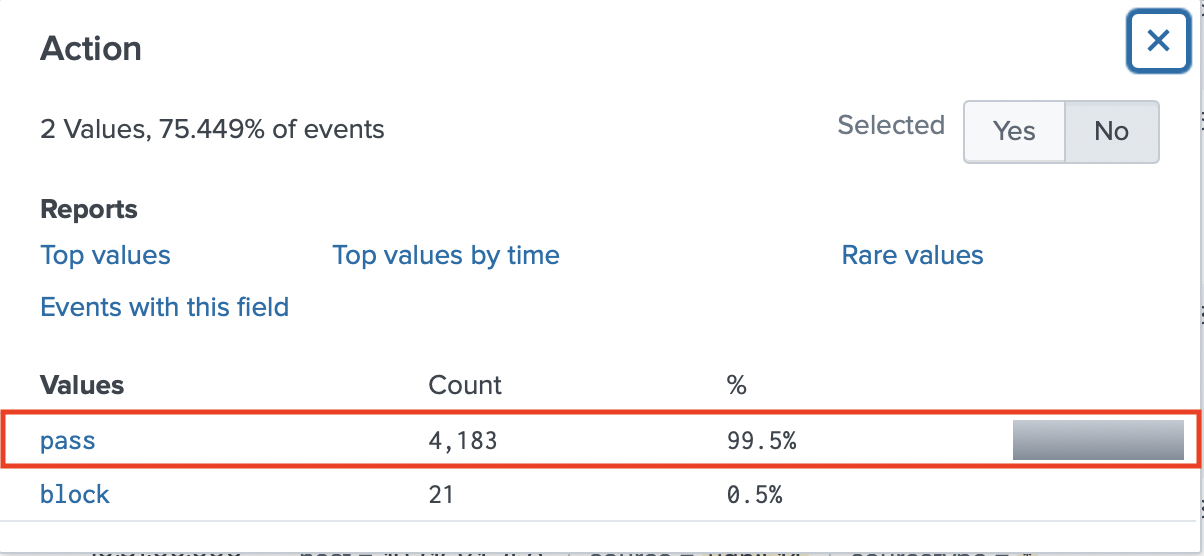 Action
2 Values, 75.449% of events
Selected Yes No
Reports
Top values Top values by time Rare values
Events with this field
Values Count %
pass 4,183 99.5%
block 21 0.5%